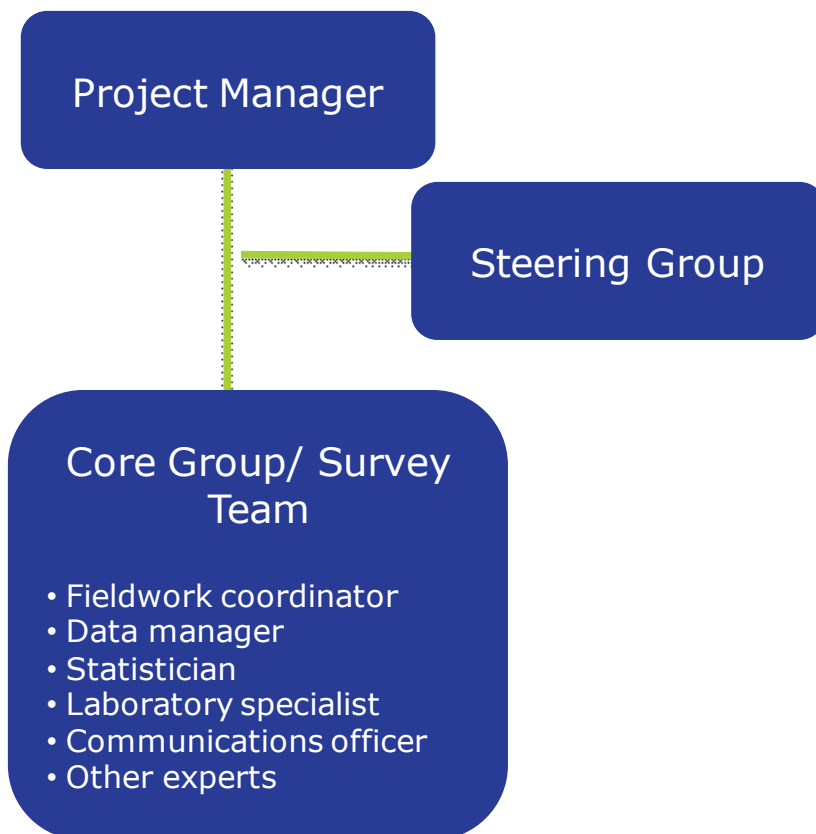 Project Manager
Steering Group
Core Group/ Survey
Team
• Fieldwork coordinator
• Data manager
• Statistician
• Laboratory specialist
• Communications officer
• Other experts